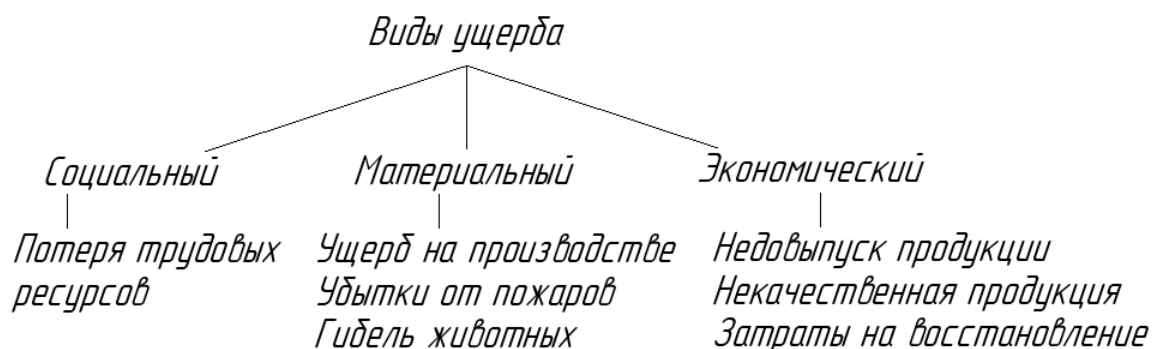 Виды ущерба
Социальный
Материальный
Экономический
Потеря трудовых
ресурсов
Ущерб на производстве
Убытки от пожаров
Гибель животных
Недовыпуск продукции
Некачественная продукция
Затраты на восстановление